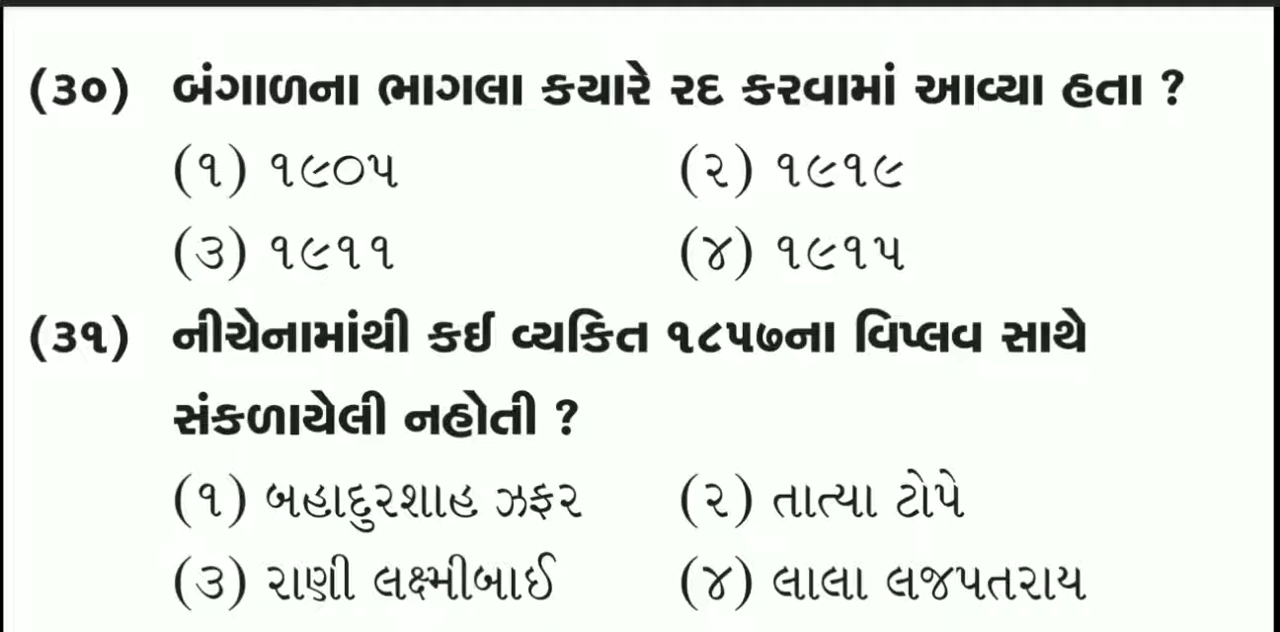 (૩૦) બંગાળના ભાગલા કયારે રદ કરવામાં આવ્યા હતા ?
(૧) ૧૯૦૫ (૨) ૧૯૧૯
(૩) ૧૯૧૧ (૪) ૧૯૧૫
(૩૧) નીચેનામાંથી કઈ વ્યકિત ૧૮૫૭ના વિપ્લવ સાથે
સંકળાયેલી નહોતી ?
(૧) બહાદુરશાહ ઝફર (૨) તાત્યા ટોપે
(૩) રાણી લક્ષ્મીબાઈ (૪) લાલા લજપતરાય